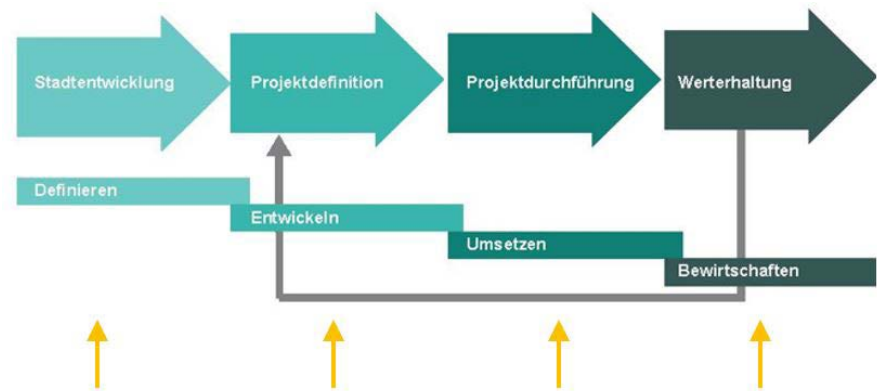 Stadtentwicklung
Projektdefinition
Projektdurchführung
Werterhaltung
Definieren
Entwickeln
Umsetzen
Bewirtschaften